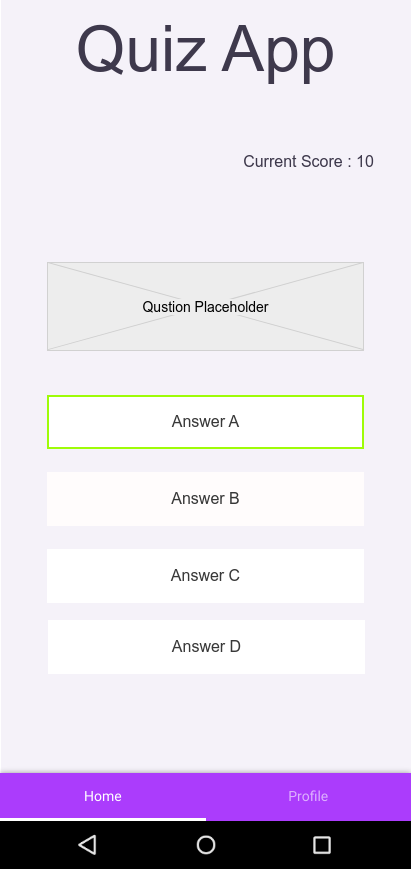 Quiz App
Current Score : 10
Qustion Placeholder
Answer A
Answer B
Answer C
Answer D
Home
Profile